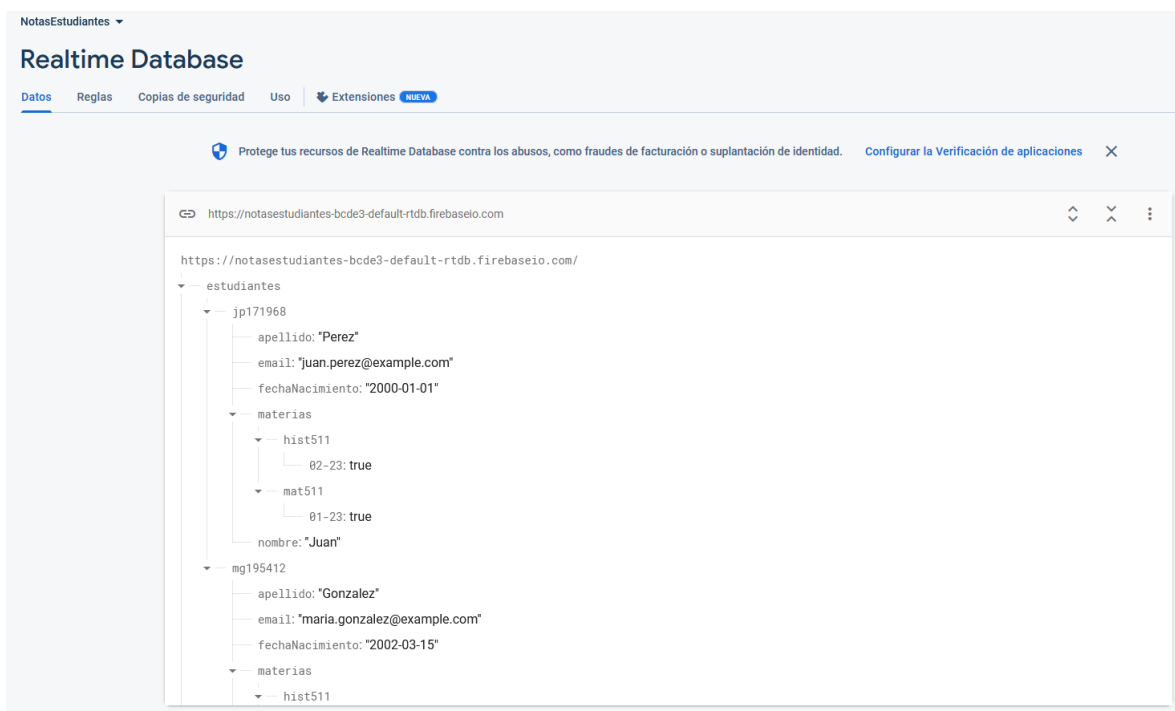 NotasEstudiantes
Realtime Database
Datos Reglas Copias de seguridad Uso Extensiones NUEVA
Protege tus recursos de Realtime Database contra los abusos, como fraudes de facturación o suplantación de identidad. Configurar la Verificación de aplicaciones
https://notasestudiantes-bcde3-default-rtdb.firebaseio.com
https://notasestudiantes-bcde3-default-rtdb.firebaseio.com/
estudiantes
jp171968
apellido: "Perez"
email: "juan.perez@example.com"
fechaNacimiento: "2000-01-01"
materias
hist511
02-23: true
mat511
01-23: true
nombre: "Juan"
mg195412
apellido: "Gonzalez"
email: "maria.gonzalez@example.com"
fechaNacimiento: "2002-03-15"
materias
hist511